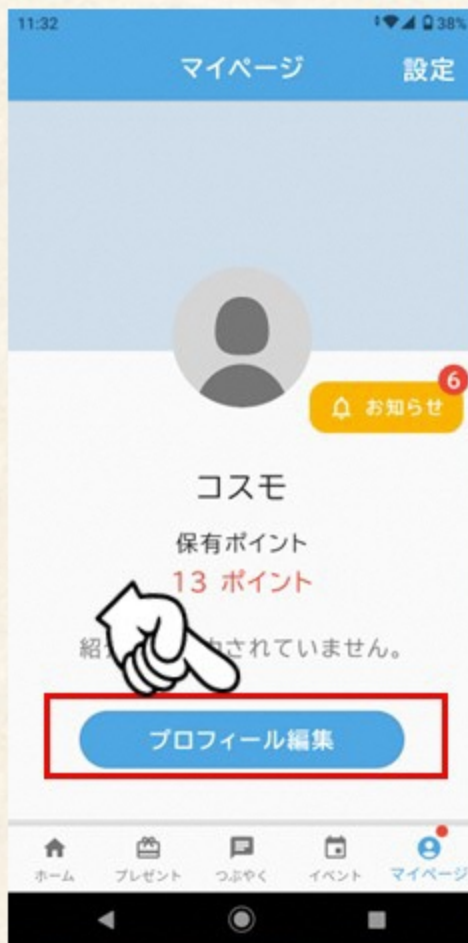 11:32
38%
マイページ
設定
6
お知らせ
コスモ
保有ポイント
13 ポイント
紹 されていません。
プロフィール編集
ホーム
プレゼント
つぶやく
イベント
マイページ